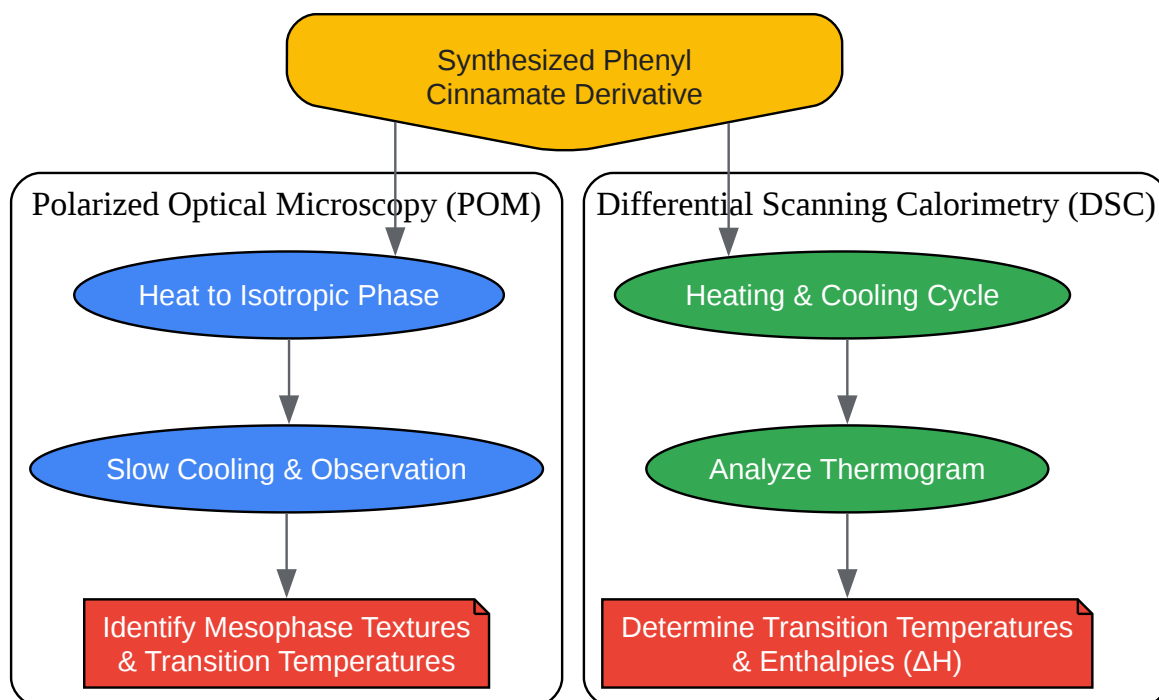 Synthesized Phenyl
Cinnamate Derivative
Polarized Optical Microscopy (POM)
Heat to Isotropic Phase
Slow Cooling & Observation
Identify Mesophase Textures
& Transition Temperatures
Differential Scanning Calorimetry (DSC)
Heating & Cooling Cycle
Analyze Thermogram
Determine Transition Temperatures
& Enthalpies (ΔH)